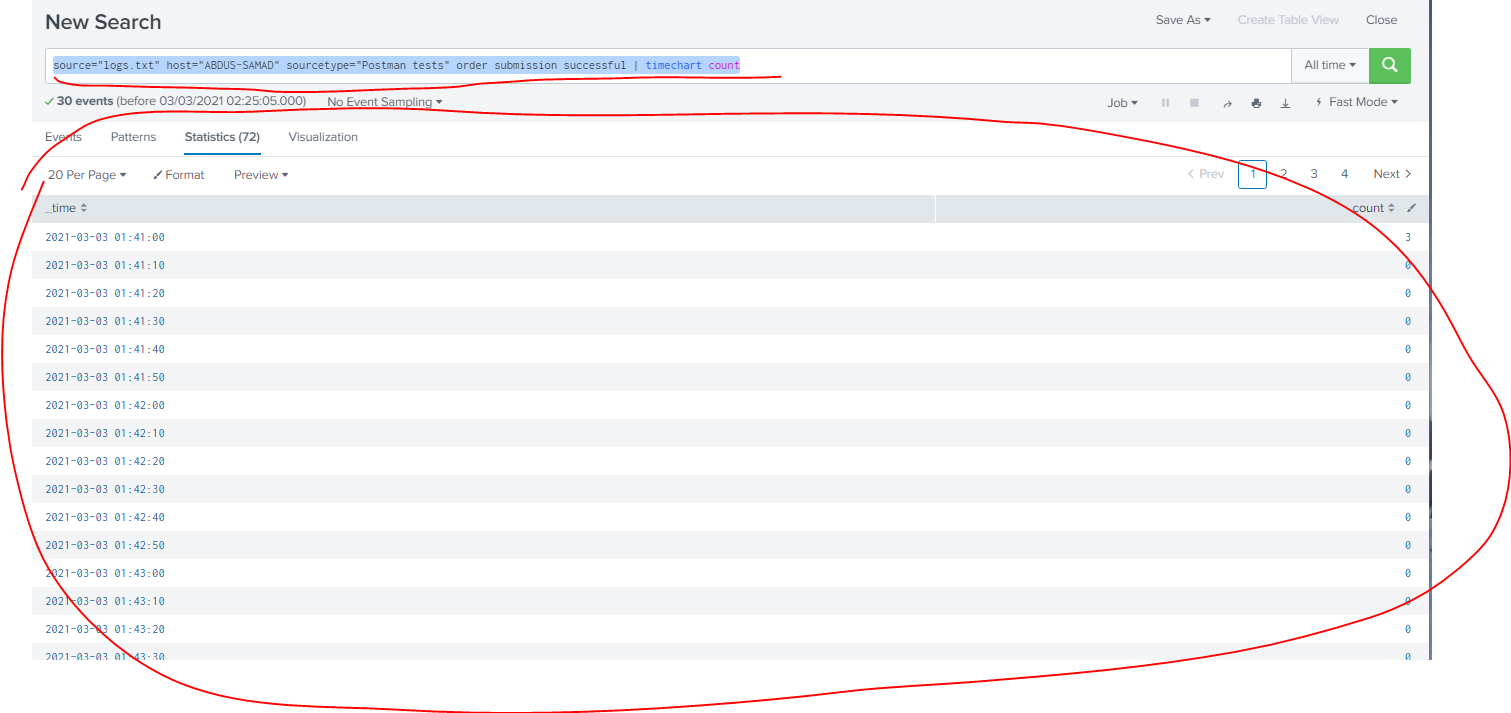 New Search
Save As Create Table View Close
source="logs.txt" host="ABDUS-SAMAD" sourcetype="Postman tests" order submission successful | timechart count
All time
30 events (before 03/03/2021 02:25:05.000) No Event Sampling
Job Fast Mode
Events Patterns Statistics (72) Visualization
20 Per Page Format Preview
Prev 1 2 3 4 Next
_time count
2021-03-03 01:41:00 3
2021-03-03 01:41:10 0
2021-03-03 01:41:20 0
2021-03-03 01:41:30 0
2021-03-03 01:41:40 0
2021-03-03 01:41:50 0
2021-03-03 01:42:00 0
2021-03-03 01:42:10 0
2021-03-03 01:42:20 0
2021-03-03 01:42:30 0
2021-03-03 01:42:40 0
2021-03-03 01:42:50 0
2021-03-03 01:43:00 0
2021-03-03 01:43:10 0
2021-03-03 01:43:20 0
2021-03-03 01:43:30 0